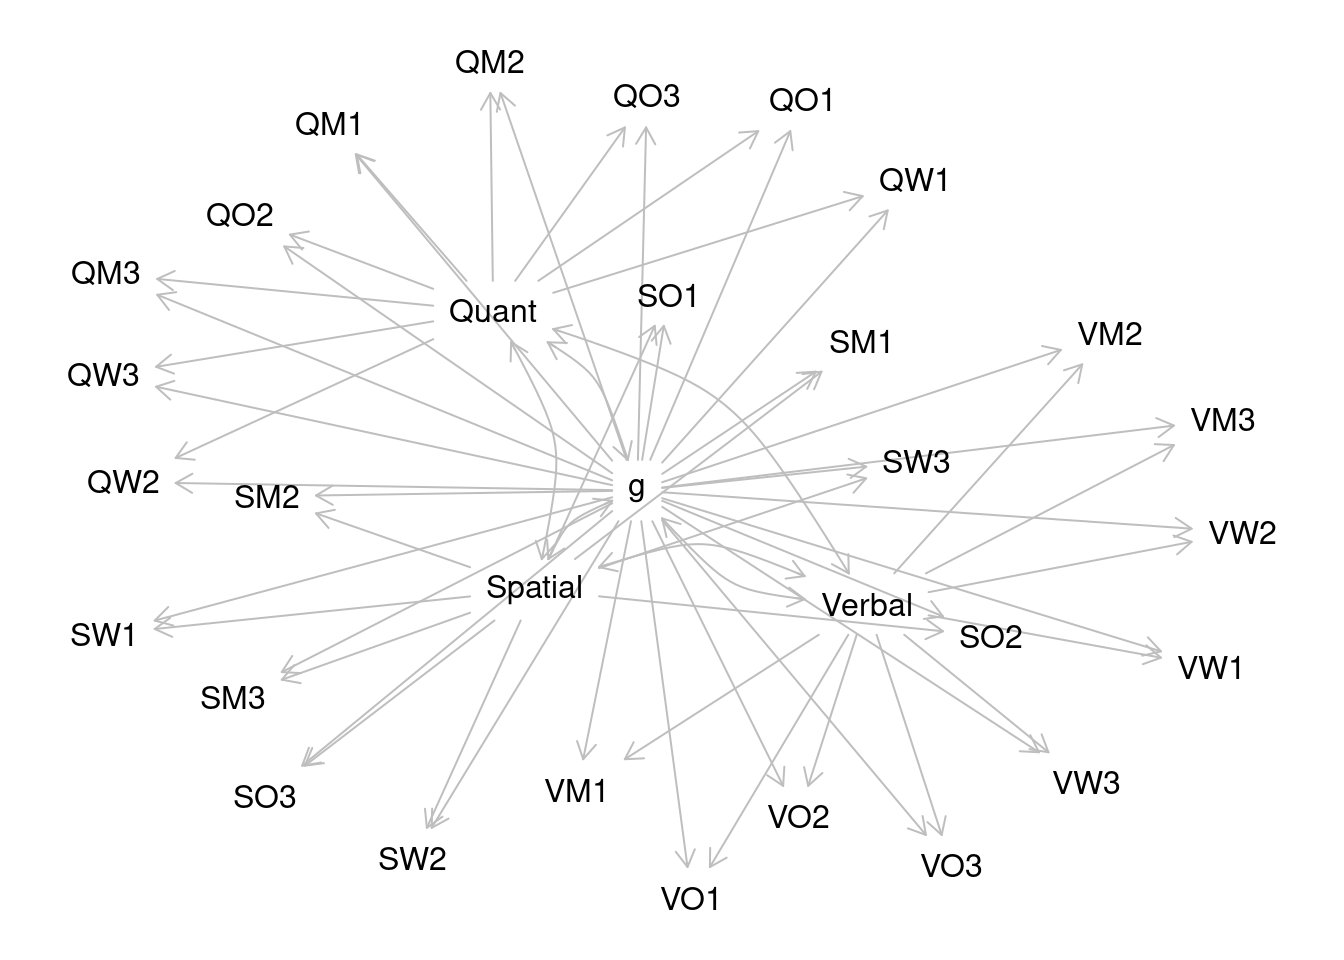 QM2
QO3
QO1
QM1
QW1
QO2
QM3
SO1
Quant
VM2
SM1
QW3
VM3
SW3
QW2
g
SM2
VW2
Spatial
Verbal
SW1
SO2
VW1
SM3
VW3
VM1
SO3
VO2
SW2
VO3
VO1